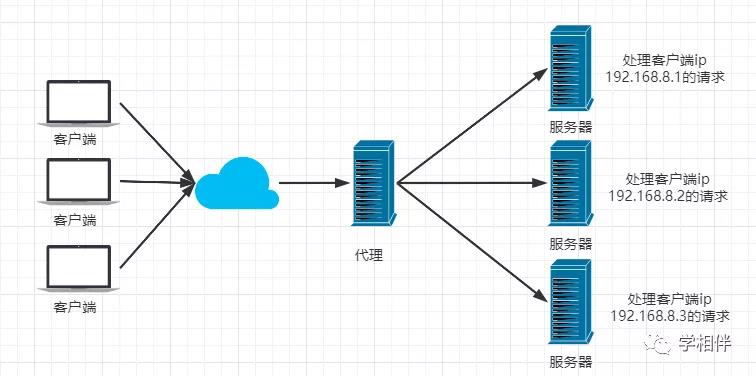 客户端
客户端
客户端
代理
服务器
处理客户端ip
192.168.8.1的请求
服务器
处理客户端ip
192.168.8.2的请求
服务器
处理客户端ip
192.168.8.3的请求
学相伴